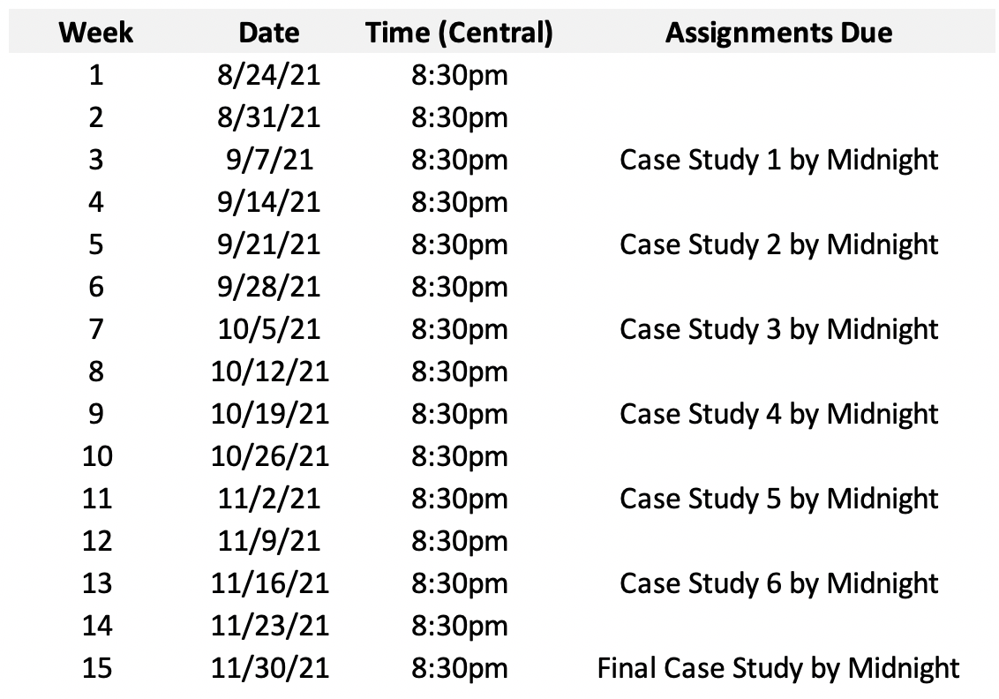 Week Date Time (Central) Assignments Due
1 8/24/21 8:30pm
2 8/31/21 8:30pm
3 9/7/21 8:30pm Case Study 1 by Midnight
4 9/14/21 8:30pm
5 9/21/21 8:30pm Case Study 2 by Midnight
6 9/28/21 8:30pm
7 10/5/21 8:30pm Case Study 3 by Midnight
8 10/12/21 8:30pm
9 10/19/21 8:30pm Case Study 4 by Midnight
10 10/26/21 8:30pm
11 11/2/21 8:30pm Case Study 5 by Midnight
12 11/9/21 8:30pm
13 11/16/21 8:30pm Case Study 6 by Midnight
14 11/23/21 8:30pm
15 11/30/21 8:30pm Final Case Study by Midnight